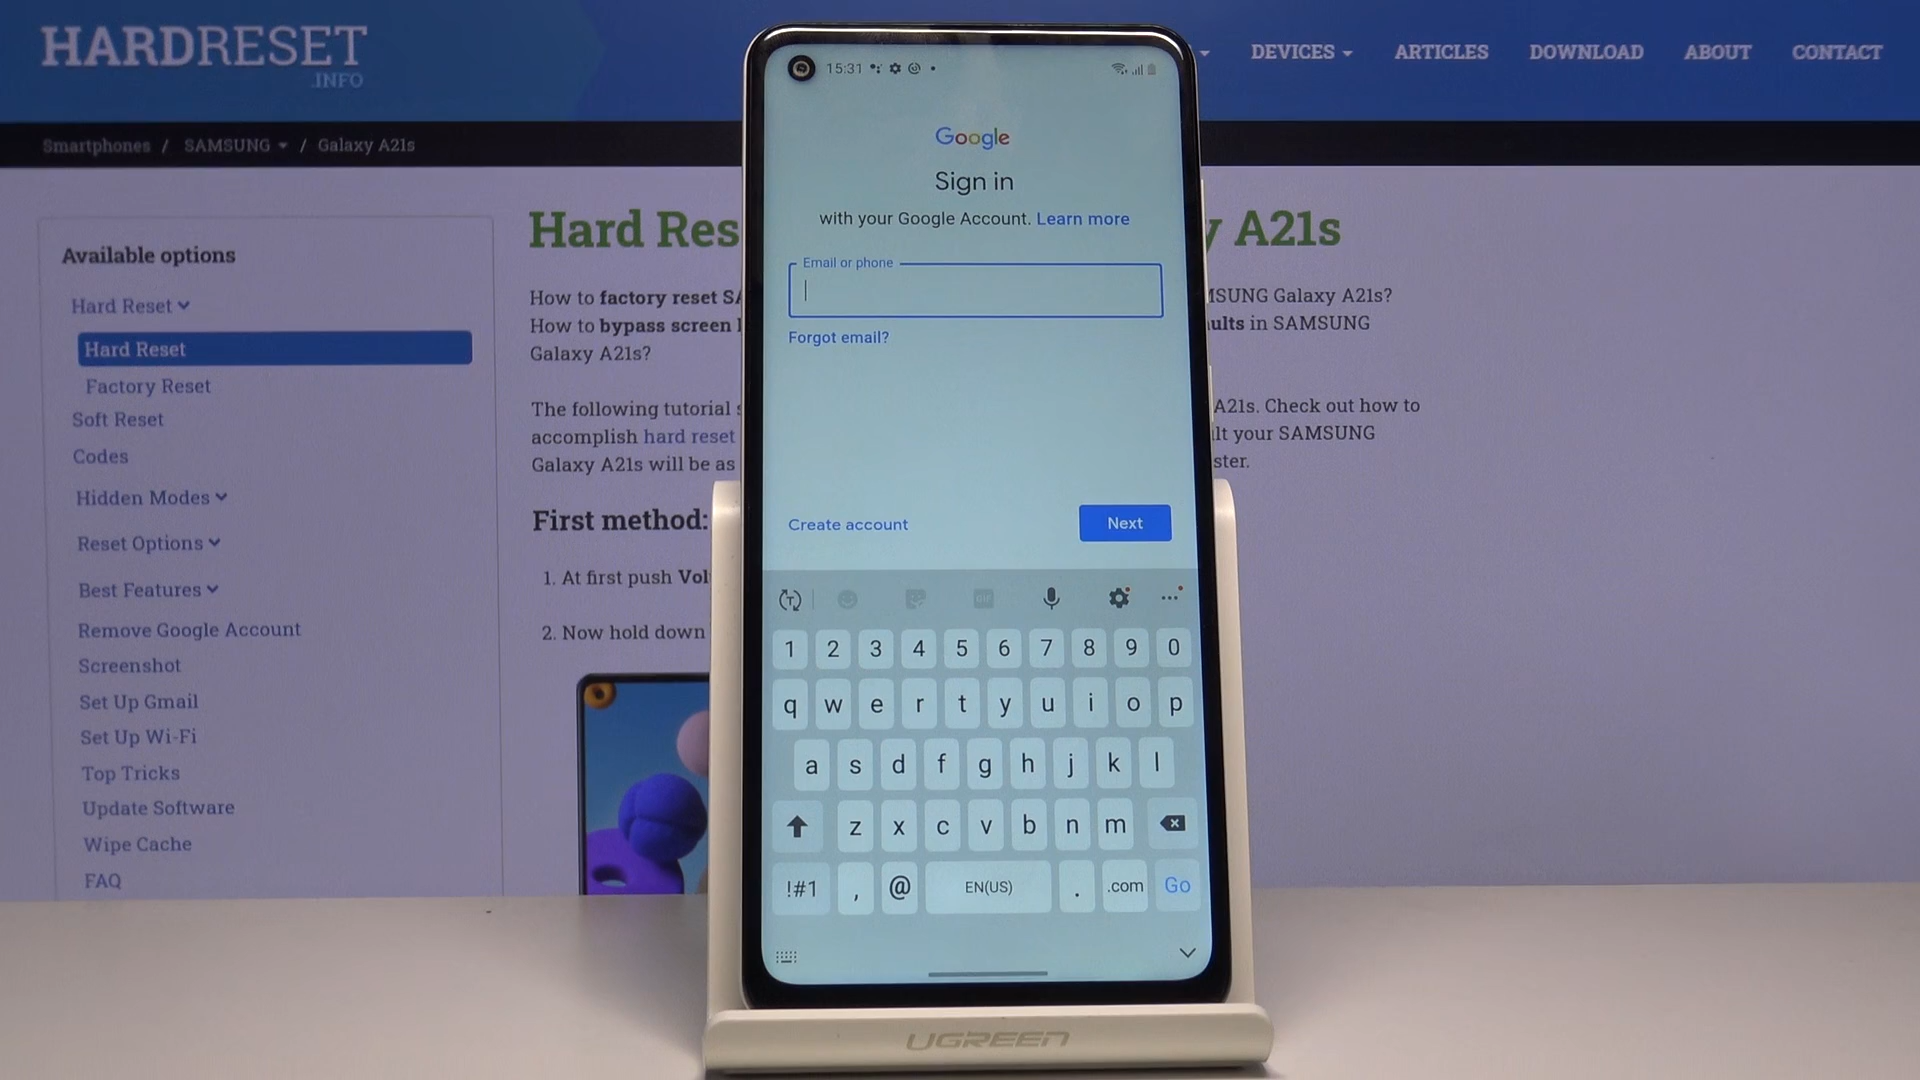 HARDRESET
.INFO
DEVICES
ARTICLES
DOWNLOAD
ABOUT
CONTACT
Smartphones / SAMSUNG / Galaxy A21s
Available options
Hard Reset
Hard Reset
Factory Reset
Soft Reset
Codes
Hidden Modes
Reset Options
Best Features
Remove Google Account
Screenshot
Set Up Gmail
Set Up Wi-Fi
Top Tricks
Update Software
Wipe Cache
FAQ
Hard Res
y A21s
How to factory reset SA
MSUNG Galaxy A21s?
How to bypass screen l
ults in SAMSUNG
Galaxy A21s?
The following tutorial s
A21s. Check out how to
accomplish hard reset
lt your SAMSUNG
Galaxy A21s will be as
ster.
First method:
1. At first push Vol
2. Now hold down
15:31
Google
Sign in
with your Google Account. Learn more
Email or phone
Forgot email?
Create account
Next
T
GIF
1 2 3 4 5 6 7 8 9 0
q w e r t y u i o p
a s d f g h j k l
z x c v b n m
!#1 , @ EN(US) . .com Go
UGREEN